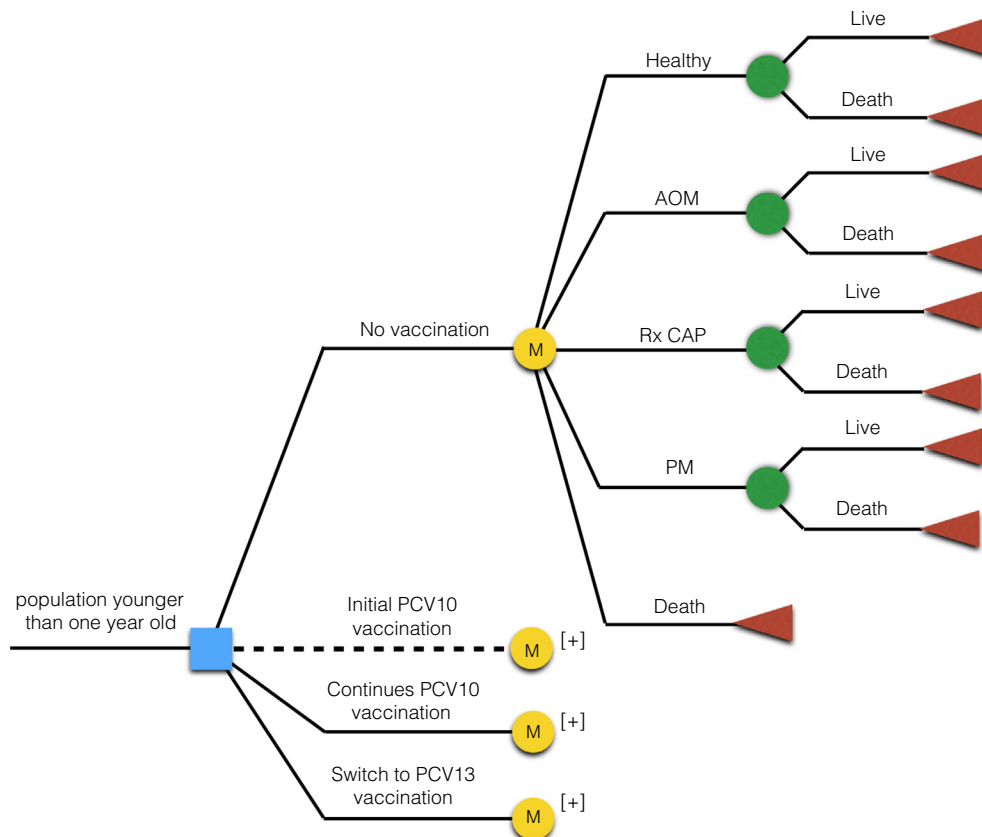 Live
Healthy
Death
Live
AOM
Death
Live
No vaccination
M
Rx CAP
Death
Live
PM
Death
population younger
than one year old
Initial PCV10
vaccination
M
[+]
Death
Continues PCV10
vaccination
M
[+]
Switch to PCV13
vaccination
M
[+]